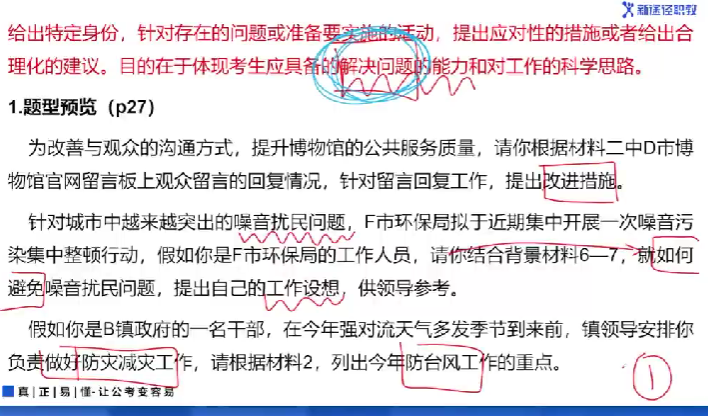 新途径职教
给出特定身份，针对存在的问题或准备要实施的活动，提出应对性的措施或者给出合
理化的建议。目的在于体现考生应具备的解决问题的能力和对工作的科学思路。
1.题型预览（p27）
为改善与观众的沟通方式，提升博物馆的公共服务质量，请你根据材料二中D市博
物馆官网留言板上观众留言的回复情况，针对留言回复工作，提出改进措施。
针对城市中越来越突出的噪音扰民问题，F市环保局拟于近期集中开展一次噪音污
染集中整顿行动，假如你是F市环保局的工作人员，请你结合背景材料6—7，就如何
避免噪音扰民问题，提出自己的工作设想，供领导参考。
假如你是B镇政府的一名干部，在今年强对流天气多发季节到来前，镇领导安排你
负责做好防灾减灾工作，请根据材料2，列出今年防台风工作的重点。
①
真|正|易|懂-让公考变容易